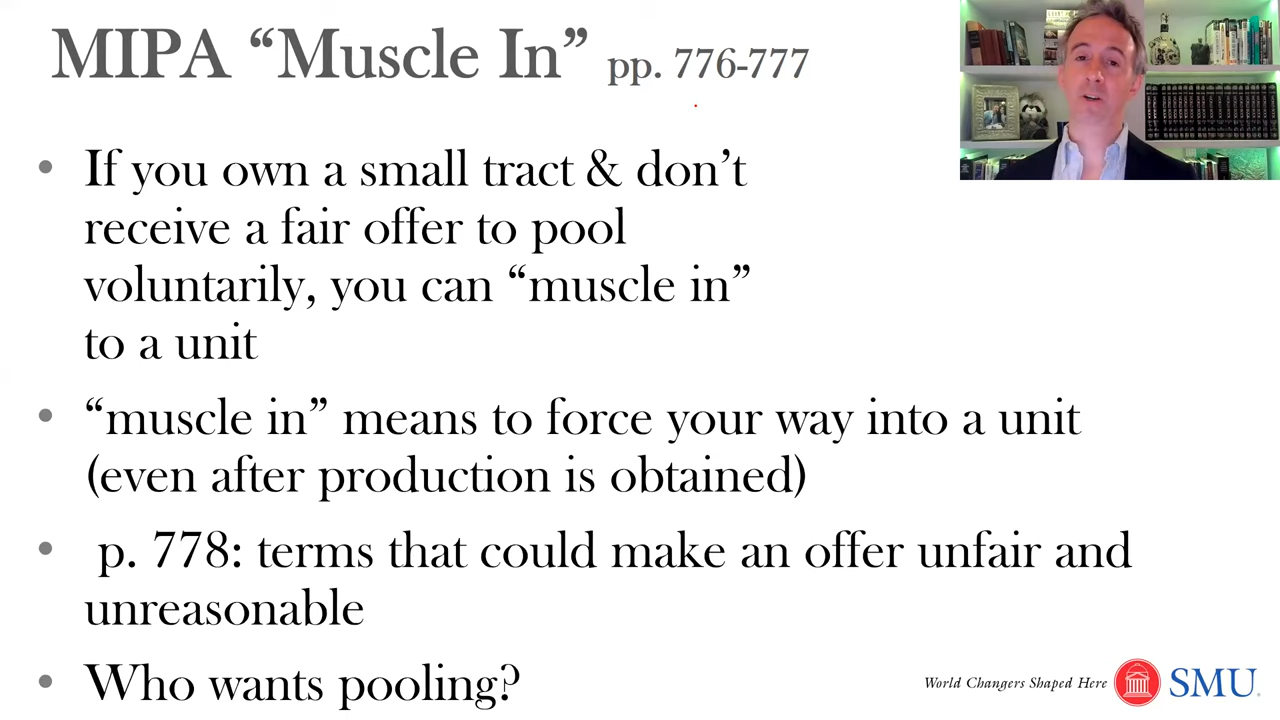 MIPA “Muscle In” pp. 776-777
• If you own a small tract & don’t
receive a fair offer to pool
voluntarily, you can “muscle in”
to a unit
• “muscle in” means to force your way into a unit
(even after production is obtained)
• p. 778: terms that could make an offer unfair and
unreasonable
• Who wants pooling?
World Changers Shaped Here SMU.